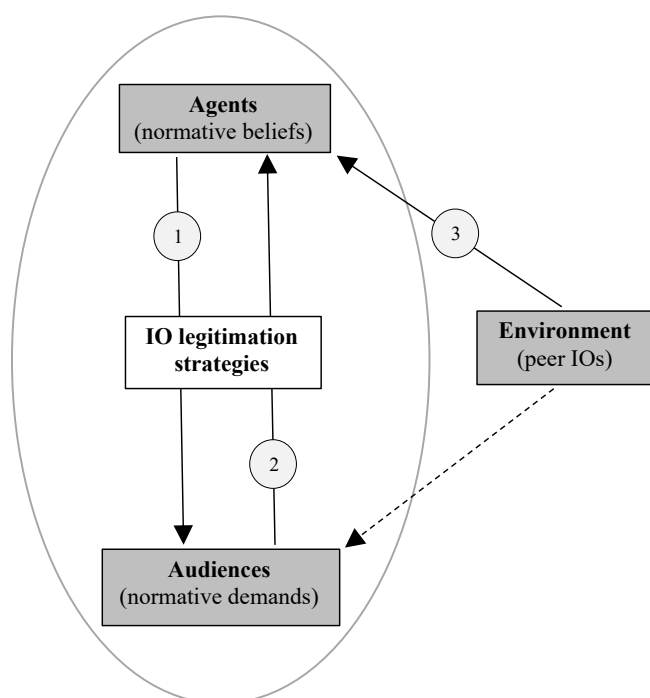 Agents
(normative beliefs)
1
3
IO legitimation
strategies
Environment
(peer IOs)
2
Audiences
(normative demands)